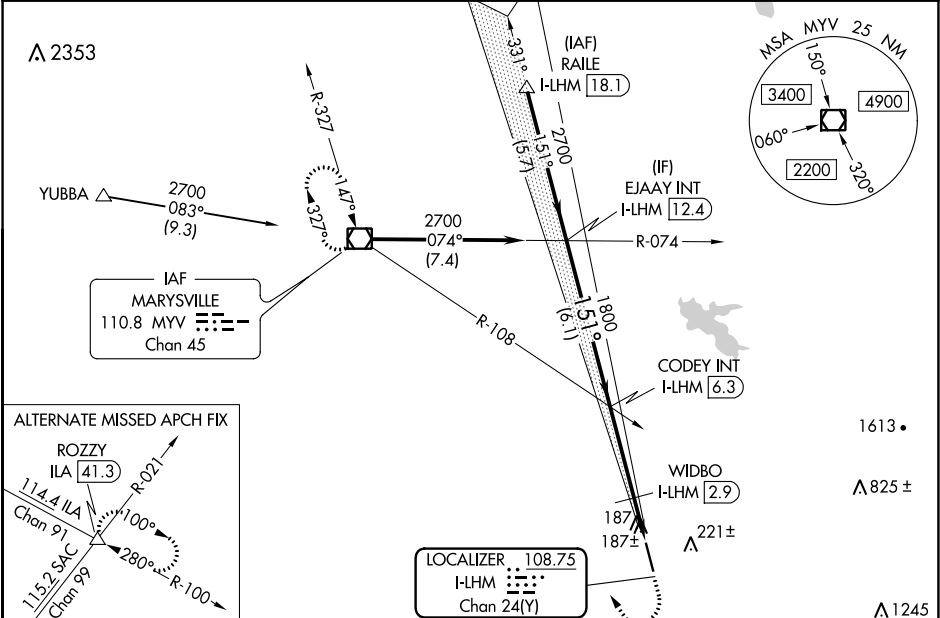 2353
331°
(IAF)
RAILE
I-LHM 18.1
2700
151°
(5.7)
MSA MYV 25 NM
150°
3400
4900
060°
2200
320°
R-327
YUBBA
2700
083°
(9.3)
147°
327°
2700
074°
(7.4)
(IF)
EJAAY INT
I-LHM 12.4
R-074
IAF
MARYSVILLE
110.8 MYV
Chan 45
R-108
1800
151°
(6.1)
CODEY INT
I-LHM 6.3
1613
825 ±
WIDBO
I-LHM 2.9
187
187±
221±
ALTERNATE MISSED APCH FIX
ROZZY
ILA 41.3
R-021
114.4 ILA
Chan 91
100°
280°
R-100
115.2 SAC
Chan 99
LOCALIZER 108.75
I-LHM
Chan 24(Y)
1245